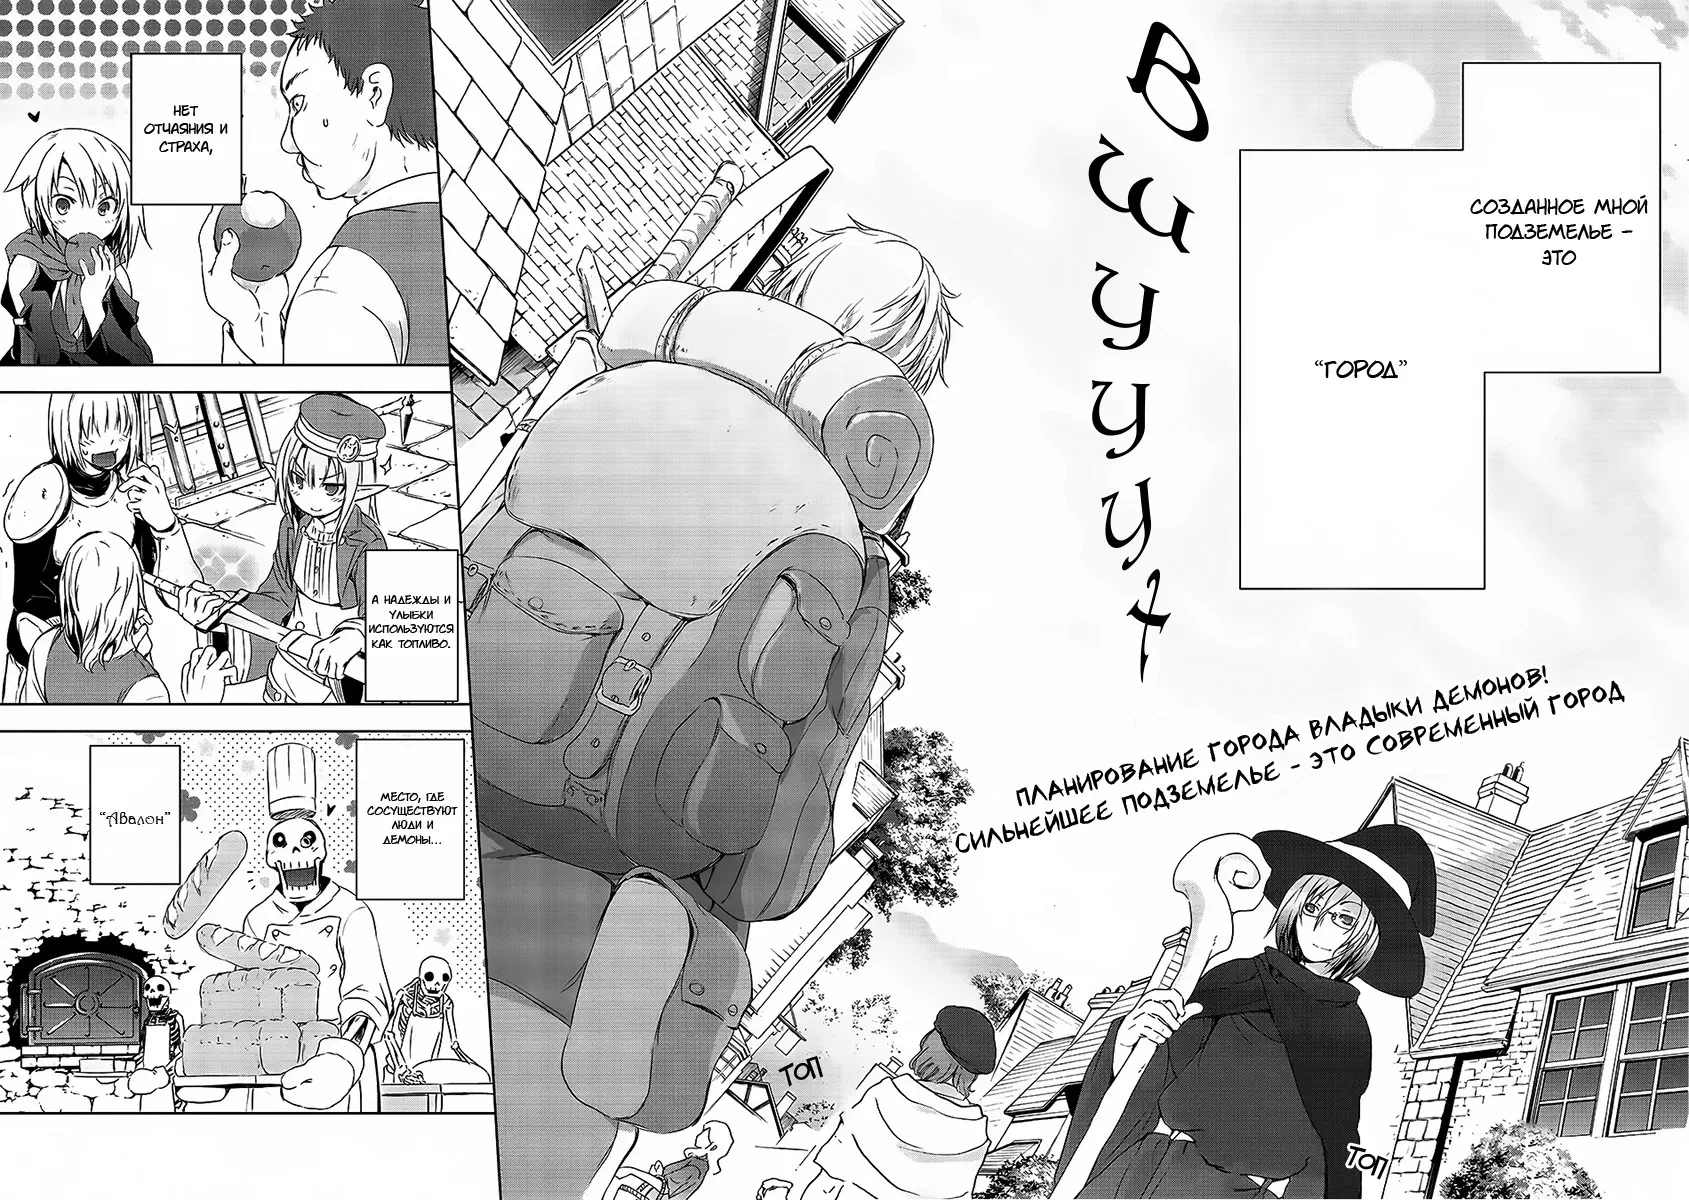 СОЗДАННОЕ МНОЙ
ПОДЗЕМЕЛЬЕ –
ЭТО
“ГОРОД”
ВШУУУХ
ПЛАНИРОВАНИЕ ГОРОДА ВЛАДЫКИ ДЕМОНОВ!
СИЛЬНЕЙШЕЕ ПОДЗЕМЕЛЬЕ – ЭТО СОВРЕМЕННЫЙ ГОРОД
ТОП
ТОП
НЕТ
ОТЧАЯНИЯ И
СТРАХА,
А НАДЕЖДЫ И
УЛЫБКИ
ИСПОЛЬЗУЮТСЯ
КАК ТОПЛИВО.
МЕСТО, ГДЕ
СОСУЩЕСТВУЮТ
ЛЮДИ И
ДЕМОНЫ...
“АВАЛОН”